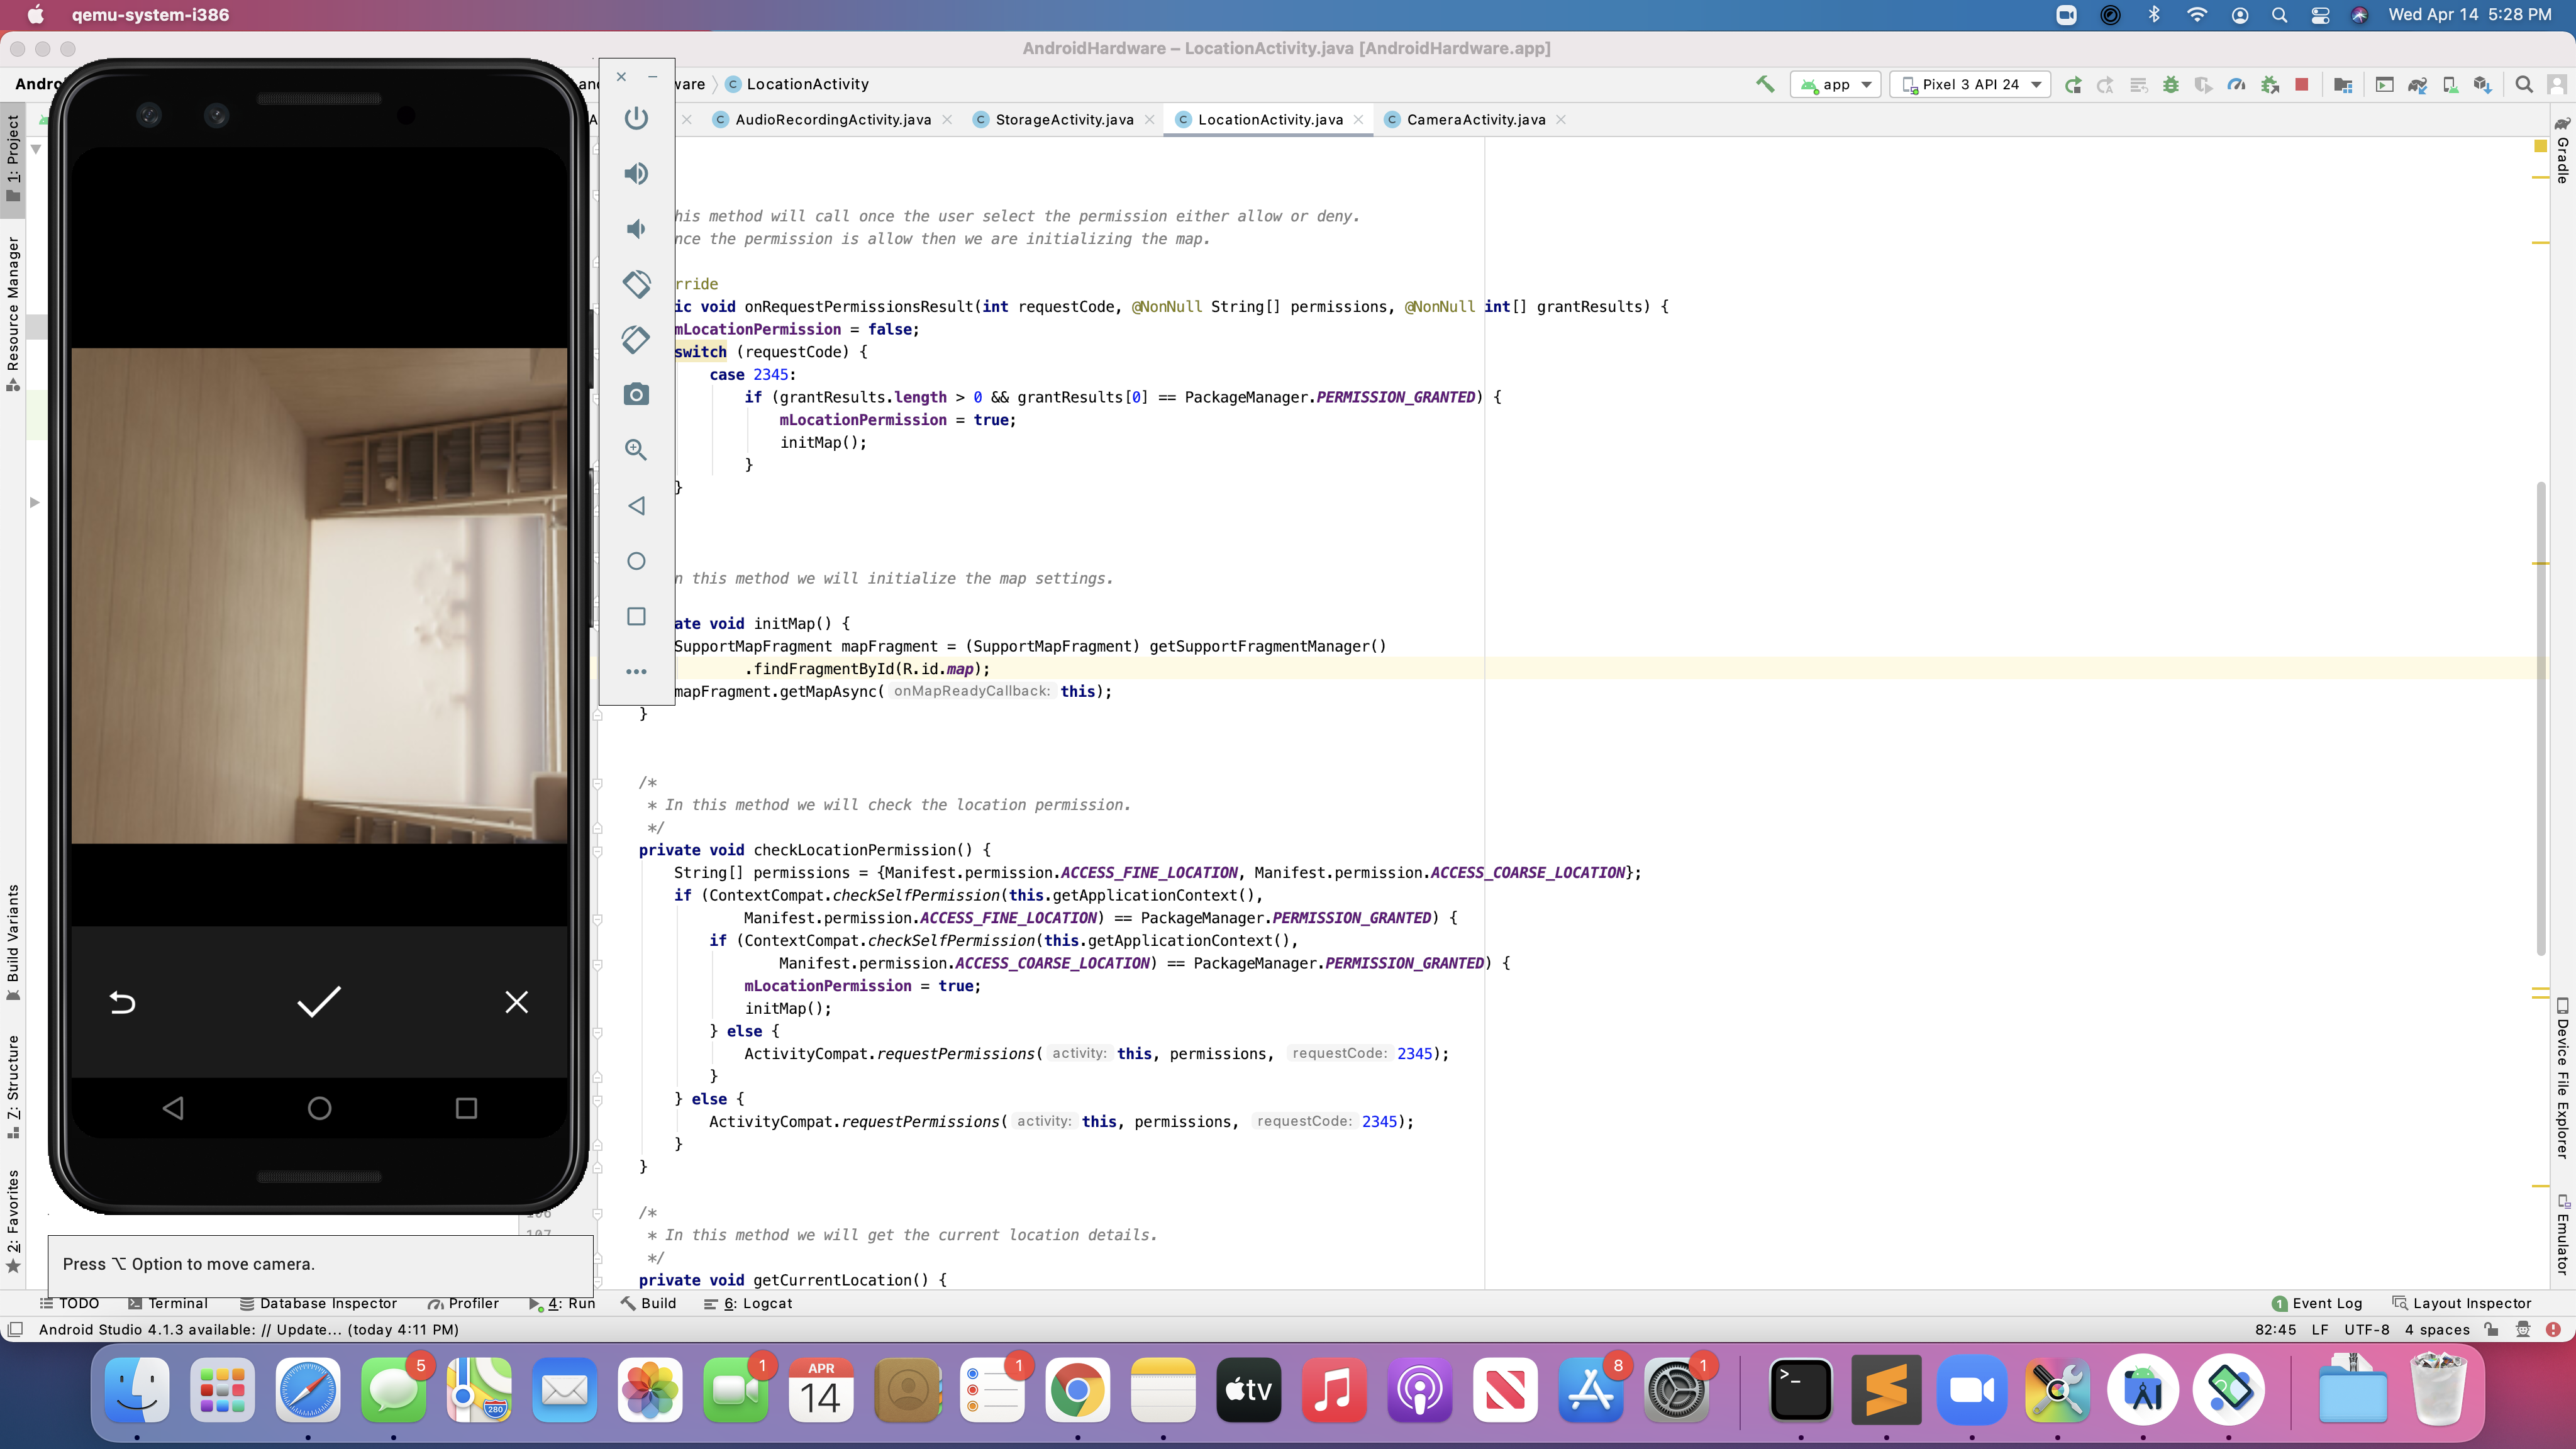 qemu-system-i386
Wed Apr 14 5:28 PM
AndroidHardware – LocationActivity.java [AndroidHardware.app]
LocationActivity
app
Pixel 3 API 24
AudioRecordingActivity.java
StorageActivity.java
LocationActivity.java
CameraActivity.java
1: Project
Resource Manager
Build Variants
7: Structure
2: Favorites
Gradle
Device File Explorer
Emulator
his method will call once the user select the permission either allow or deny.
nce the permission is allow then we are initializing the map.
rride
ic void onRequestPermissionsResult(int requestCode, @NonNull String[] permissions, @NonNull int[] grantResults) {
mLocationPermission = false;
switch (requestCode) {
case 2345:
if (grantResults.length > 0 && grantResults[0] == PackageManager.PERMISSION_GRANTED) {
mLocationPermission = true;
initMap();
}
}
n this method we will initialize the map settings.
ate void initMap() {
SupportMapFragment mapFragment = (SupportMapFragment) getSupportFragmentManager()
.findFragmentById(R.id.map);
mapFragment.getMapAsync( onMapReadyCallback: this);
}
/*
* In this method we will check the location permission.
*/
private void checkLocationPermission() {
String[] permissions = {Manifest.permission.ACCESS_FINE_LOCATION, Manifest.permission.ACCESS_COARSE_LOCATION};
if (ContextCompat.checkSelfPermission(this.getApplicationContext(),
Manifest.permission.ACCESS_FINE_LOCATION) == PackageManager.PERMISSION_GRANTED) {
if (ContextCompat.checkSelfPermission(this.getApplicationContext(),
Manifest.permission.ACCESS_COARSE_LOCATION) == PackageManager.PERMISSION_GRANTED) {
mLocationPermission = true;
initMap();
} else {
ActivityCompat.requestPermissions( activity: this, permissions, requestCode: 2345);
}
} else {
ActivityCompat.requestPermissions( activity: this, permissions, requestCode: 2345);
}
}
/*
* In this method we will get the current location details.
*/
private void getCurrentLocation() {
Press ⌥ Option to move camera.
TODO
Terminal
Database Inspector
Profiler
4: Run
Build
6: Logcat
1 Event Log
Layout Inspector
Android Studio 4.1.3 available: // Update... (today 4:11 PM)
82:45 LF UTF-8 4 spaces
5
280
1
APR
14
1
tv
8
1